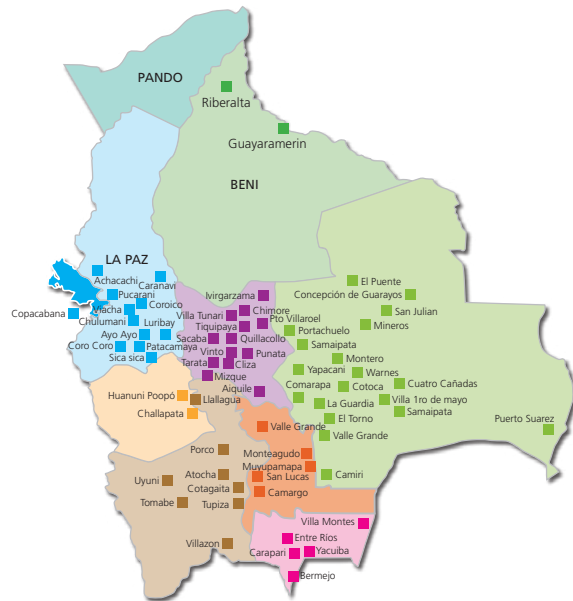 PANDO
Riberalta
Guayaramerin
BENI
LA PAZ
Achacachi
Caranavi
Pucarani
Copacabana
Viacha
Coroico
Chulumani
Luribay
Ayo Ayo
Coro Coro
Patacamaya
Sica sica
Ivirgarzama
Villa Tunari
Chimore
Tiquipaya
Pto Villaroel
Sacaba
Quillacollo
Vinto
Punata
Tarata
Cliza
Mizque
Aiquile
El Puente
Concepción de Guarayos
San Julian
Mineros
Portachuelo
Samaipata
Montero
Yapacani
Warnes
Comarapa
Cotoca
Cuatro Cañadas
La Guardia
Villa 1ro de mayo
El Torno
Samaipata
Puerto Suarez
Valle Grande
Camiri
Huanuni Poopó
Llallagua
Challapata
Valle Grande
Porco
Monteagudo
Muyupamapa
Uyuni
Atocha
San Lucas
Cotagaita
Camargo
Tomabe
Tupiza
Villazon
Villa Montes
Entre Ríos
Carapari
Yacuiba
Bermejo